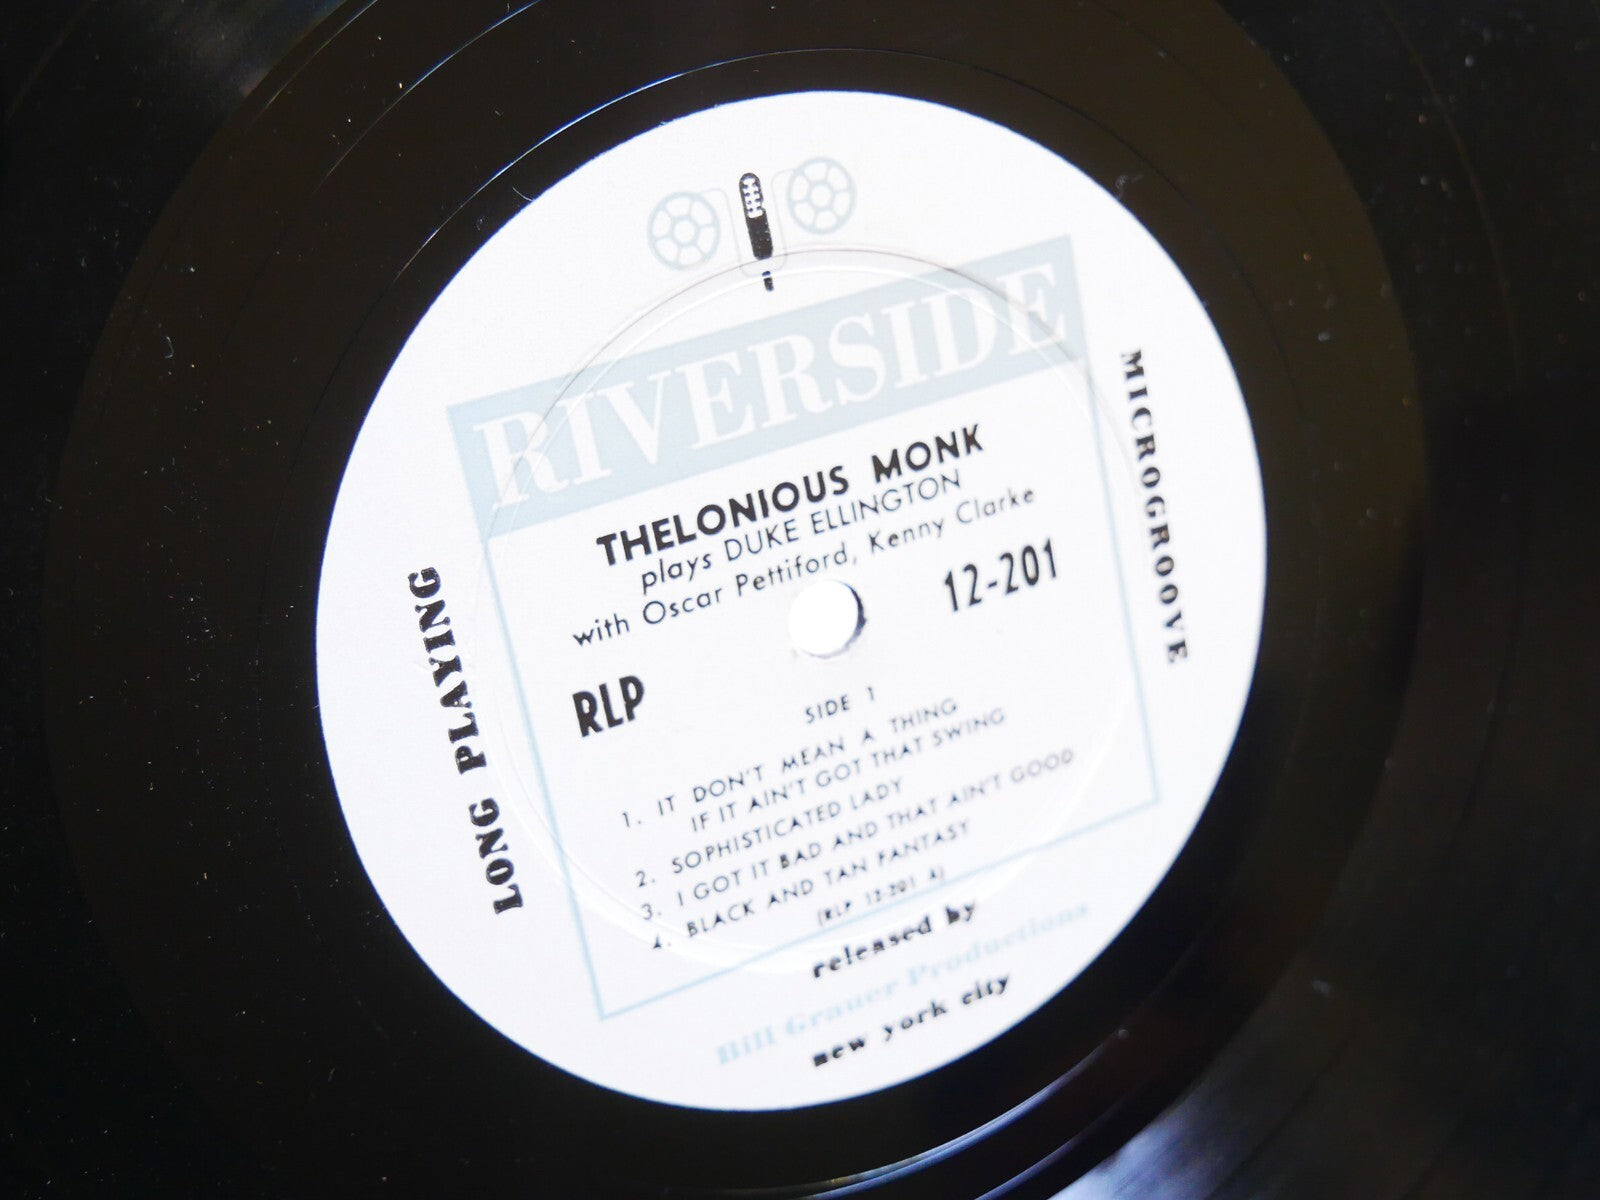 RIVERSIDE
THELONIOUS MONK
plays DUKE ELLINGTON
with Oscar Pettiford, Kenny Clarke
12-201
RLP
SIDE 1
1. IT DON'T MEAN A THING
IF IT AIN'T GOT THAT SWING
2. SOPHISTICATED LADY
3. I GOT IT BAD AND THAT AIN'T GOOD
4. BLACK AND TAN FANTASY
(RLP 12-201 A)
released by
Bill Grauer Productions
new york city
LONG PLAYING
MICROGROOVE